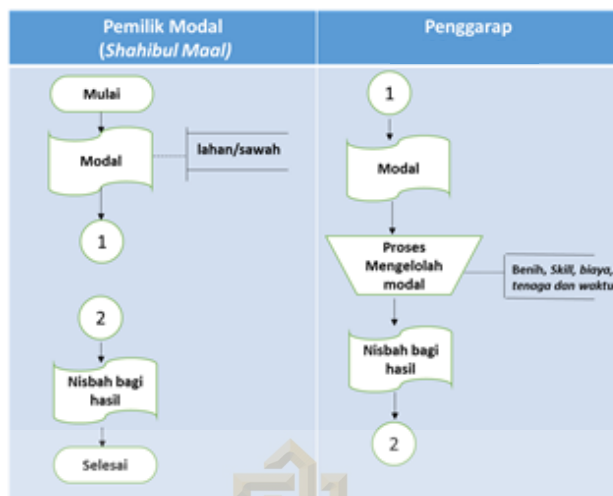 Pemilik Modal
(Shahibul Maal)
Mulai
Modal
lahan/sawah
1
2
Nisbah bagi
hasil
Selesai
Penggarap
1
Modal
Proses
Mengelolah
modal
Benih, Skill, biaya,
tenaga dan waktu
Nisbah bagi
hasil
2